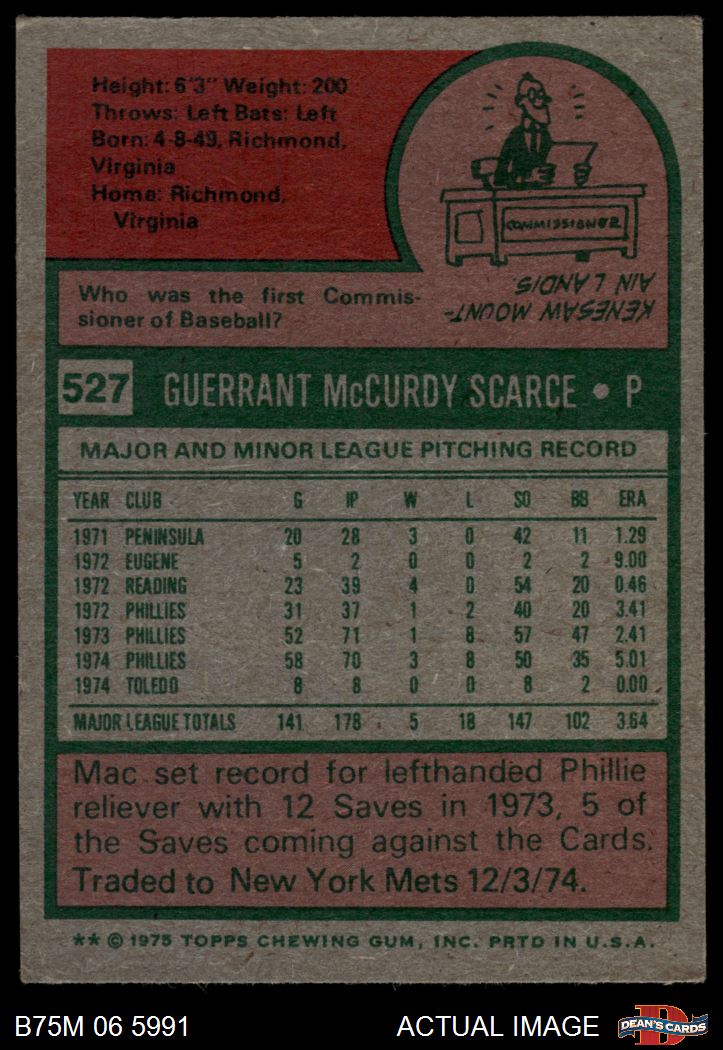 Height: 6'3" Weight: 200
Throws: Left Bats: Left
Born: 4-8-49, Richmond,
Virginia
Home: Richmond,
Virginia
COMMISSIONER
KENESAW MOUNT-
AIN LANDIS
Who was the first Commis-
sioner of Baseball?
527 GUERRANT McCURDY SCARCE • P
MAJOR AND MINOR LEAGUE PITCHING RECORD
YEAR CLUB G IP W L SO BB ERA
1971 PENINSULA 20 28 3 0 42 11 1.29
1972 EUGENE 5 2 0 0 2 2 9.00
1972 READING 23 39 4 0 54 20 0.46
1972 PHILLIES 31 37 1 2 40 20 3.41
1973 PHILLIES 52 71 1 8 57 47 2.41
1974 PHILLIES 58 70 3 8 50 35 5.01
1974 TOLEDO 8 8 0 0 8 2 0.00
MAJOR LEAGUE TOTALS 141 178 5 18 147 102 3.64
Mac set record for lefthanded Phillie
reliever with 12 Saves in 1973, 5 of
the Saves coming against the Cards.
Traded to New York Mets 12/3/74.
** © 1975 TOPPS CHEWING GUM, INC. PRTD IN U.S.A.
B75M 06 5991 ACTUAL IMAGE DEAN'S CARDS